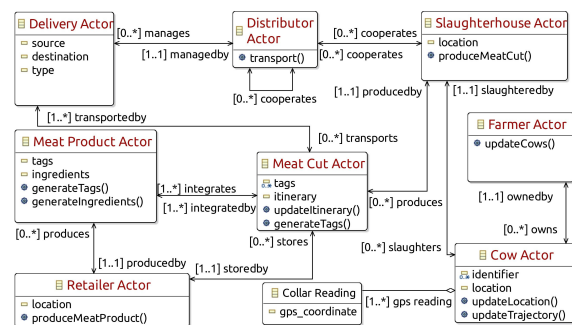 Delivery Actor
source
destination
type
[0..*] manages
[1..1] managedby
Distributor
Actor
transport()
[0..*] cooperates
[0..*] cooperates
[0..*] cooperates
Slaughterhouse Actor
location
produceMeatCut()
[1..1] producedby
[1..1] slaughteredby
Farmer Actor
updateCows()
[1..*] transportedby
[0..*] transports
Meat Product Actor
tags
ingredients
generateTags()
generateIngredients()
[1..*] integrates
[1..*] integratedby
Meat Cut Actor
tags
itinerary
updateItinerary()
generateTags()
[0..*] produces
[1..1] ownedby
[0..*] owns
[0..*] produces
[1..1] producedby
[0..*] stores
[1..1] storedby
[0..*] slaughters
Retailer Actor
location
produceMeatProduct()
Collar Reading
gps_coordinate
[1..*] gps reading
Cow Actor
identifier
location
updateLocation()
updateTrajectory()